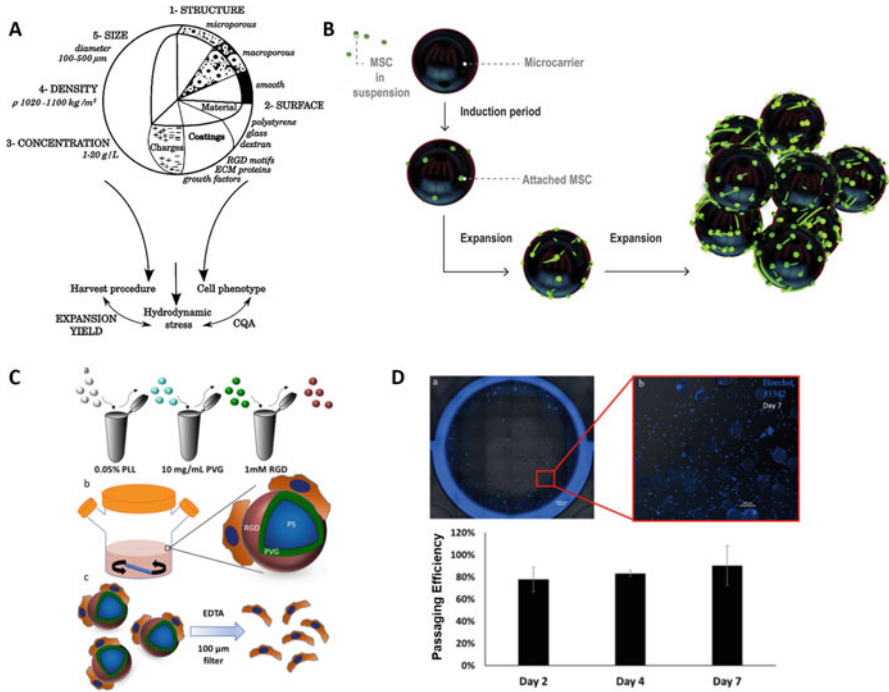 A
1- STRUCTURE
microporous
5- SIZE
diameter
100-500 μm
macroporous
4- DENSITY
ρ 1020 -1100 kg/m²
smooth
Material
2- SURFACE
polystyrene
glass
dextran
3- CONCENTRATION
1-20 g/L
Charges
Coatings
RGD motifs
ECM proteins
growth factors
Harvest procedure
Cell phenotype
Hydrodynamic
stress
EXPANSION
YIELD
CQA
B
MSC
in
suspension
Microcarrier
Induction period
Attached MSC
Expansion
Expansion
C
a
0.05% PLL
10 mg/mL PVG
1mM RGD
b
RGD
PS
PVG
c
EDTA
100 μm
filter
D
a
b
Hoechst
33342
Day 7
Passaging Efficiency
120%
100%
80%
60%
40%
20%
0%
Day 2
Day 4
Day 7